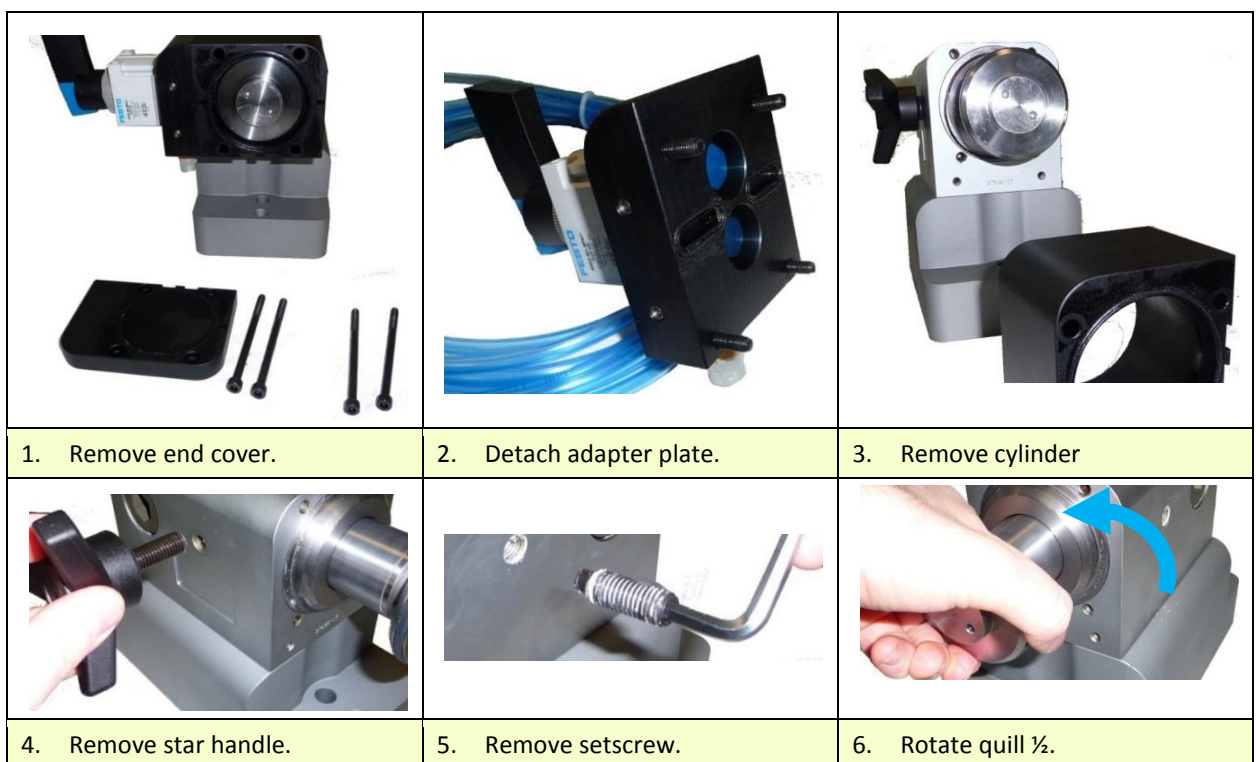 FESTO
FESTO
1. Remove end cover.
2. Detach adapter plate.
3. Remove cylinder
4. Remove star handle.
5. Remove setscrew.
6. Rotate quill ½.